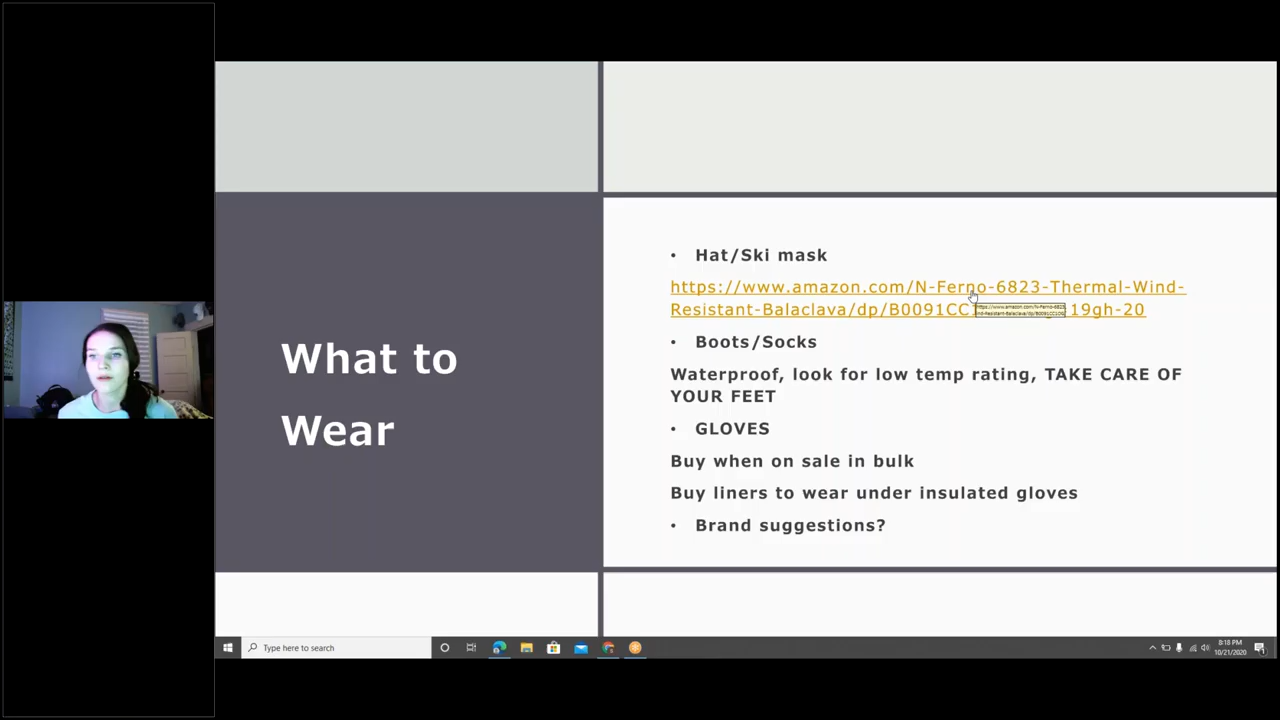 What to
Wear
• Hat/Ski mask
https://www.amazon.com/N-Ferno-6823-Thermal-Wind-
Resistant-Balaclava/dp/B0091CC 19gh-20
• Boots/Socks
Waterproof, look for low temp rating, TAKE CARE OF
YOUR FEET
• GLOVES
Buy when on sale in bulk
Buy liners to wear under insulated gloves
• Brand suggestions?
Type here to search
8:18 PM
10/21/2020